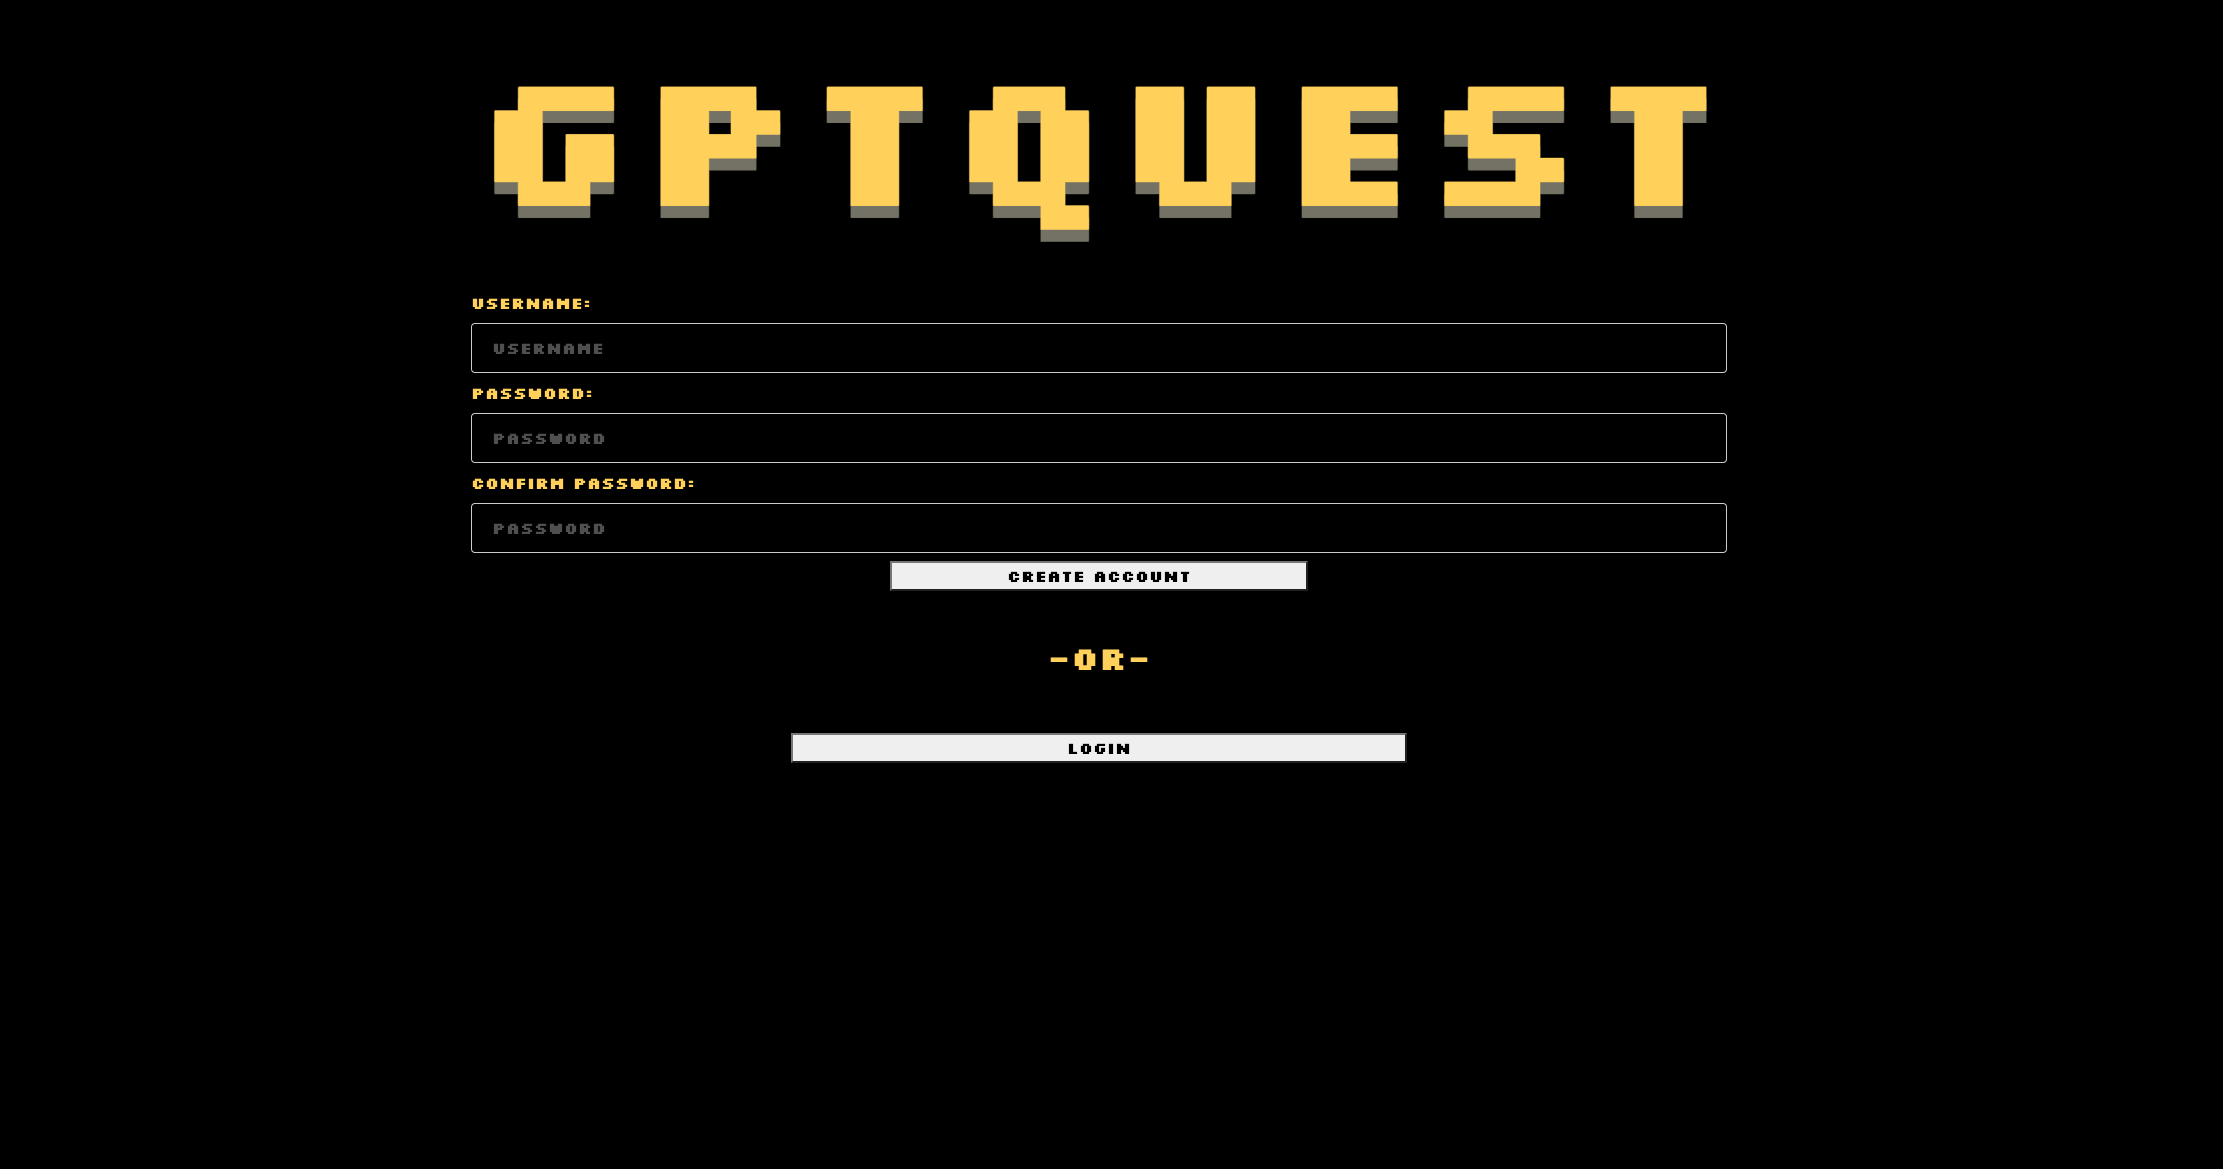 GPTQUEST
USERNAME:
USERNAME
PASSWORD:
PASSWORD
CONFIRM PASSWORD:
PASSWORD
CREATE ACCOUNT
-OR-
LOGIN